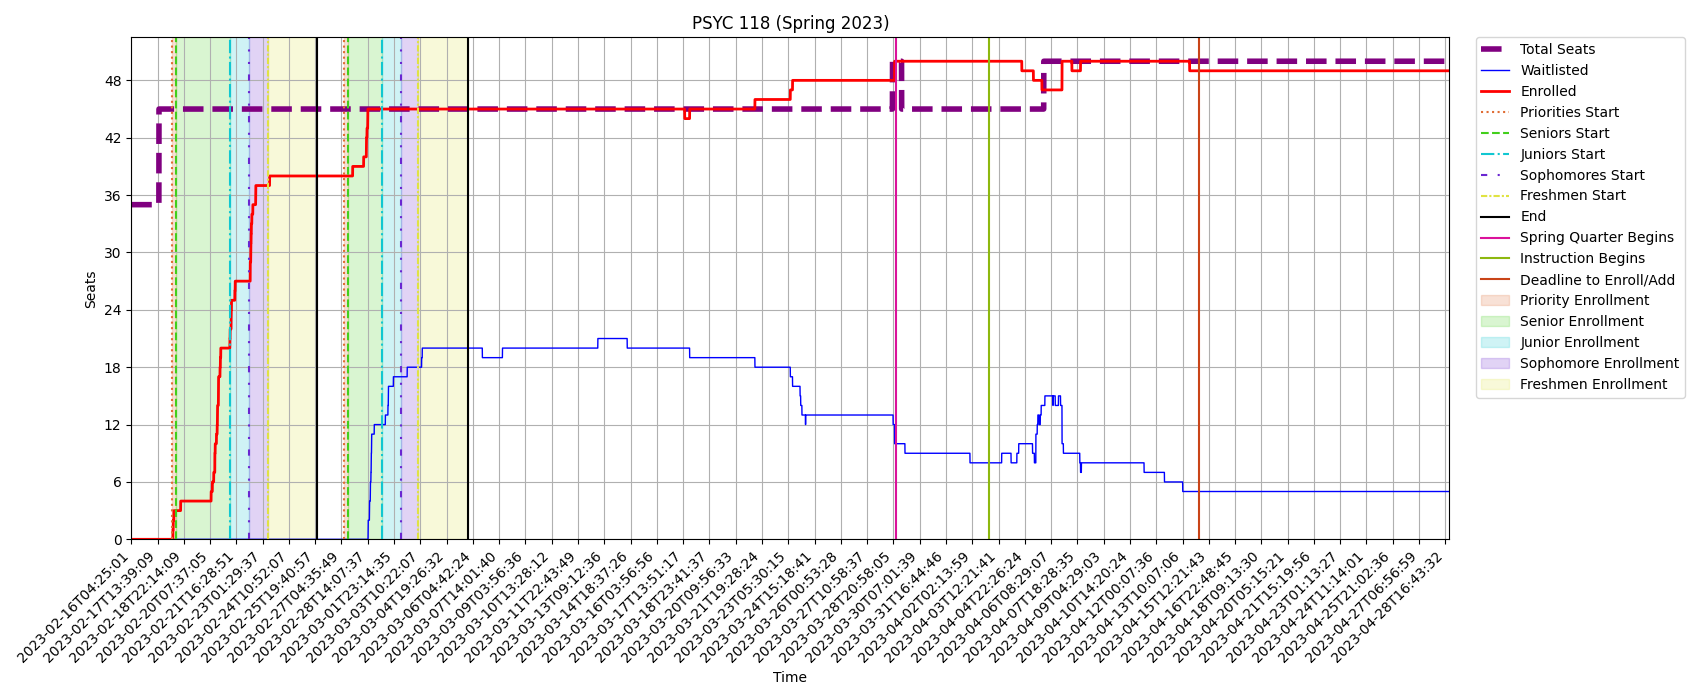 PSYC 118 (Spring 2023)
Seats
48
42
36
30
24
18
12
6
0
2023-02-16T04:25:01
2023-02-17T13:39:09
2023-02-18T22:14:09
2023-02-20T07:37:05
2023-02-21T16:28:51
2023-02-23T01:29:37
2023-02-24T10:52:07
2023-02-25T19:40:57
2023-02-27T04:35:49
2023-02-28T14:07:37
2023-03-01T23:14:35
2023-03-03T10:22:07
2023-03-04T19:26:32
2023-03-06T04:42:24
2023-03-07T14:01:40
2023-03-09T03:56:36
2023-03-10T13:28:12
2023-03-11T22:43:49
2023-03-13T09:12:36
2023-03-14T18:37:26
2023-03-16T03:56:56
2023-03-17T13:51:17
2023-03-18T23:41:37
2023-03-20T09:56:33
2023-03-21T19:28:24
2023-03-23T05:30:15
2023-03-24T15:18:41
2023-03-26T00:53:28
2023-03-27T10:58:37
2023-03-28T20:58:05
2023-03-30T07:01:39
2023-03-31T16:44:46
2023-04-02T02:13:59
2023-04-03T12:21:41
2023-04-04T22:26:24
2023-04-06T08:29:07
2023-04-07T18:28:35
2023-04-09T04:29:03
2023-04-10T14:20:24
2023-04-12T00:07:36
2023-04-13T10:07:06
2023-04-15T12:21:43
2023-04-16T22:48:45
2023-04-18T09:13:30
2023-04-20T05:15:21
2023-04-21T15:19:56
2023-04-23T01:13:27
2023-04-24T11:14:01
2023-04-25T21:02:36
2023-04-27T06:56:59
2023-04-28T16:43:32
Time
Total Seats
Waitlisted
Enrolled
Priorities Start
Seniors Start
Juniors Start
Sophomores Start
Freshmen Start
End
Spring Quarter Begins
Instruction Begins
Deadline to Enroll/Add
Priority Enrollment
Senior Enrollment
Junior Enrollment
Sophomore Enrollment
Freshmen Enrollment